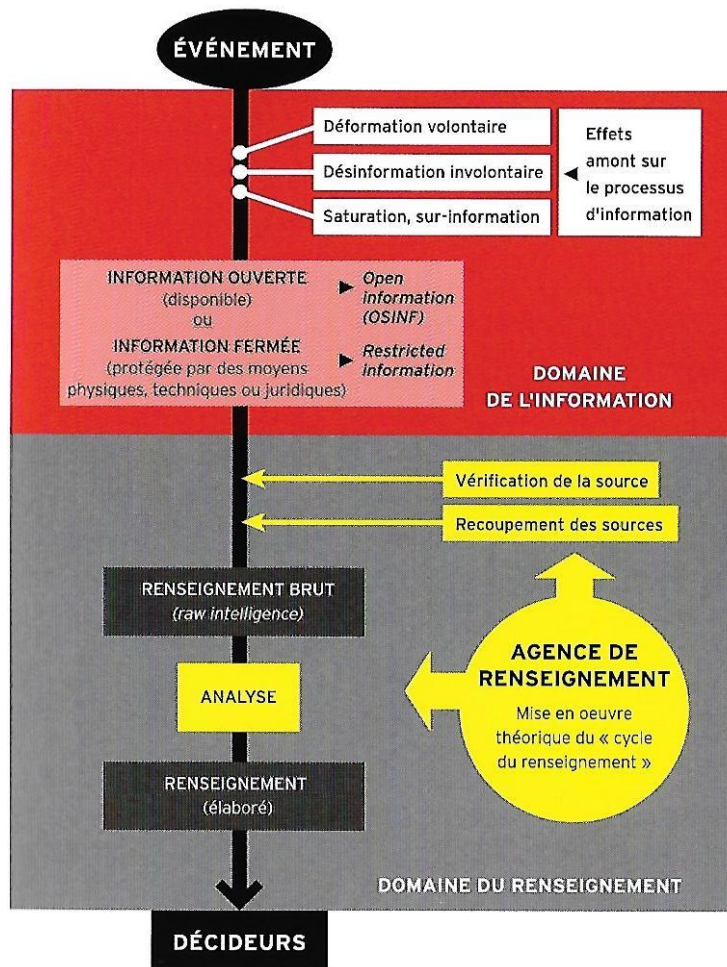 ÉVÉNEMENT
Déformation volontaire
Désinformation involontaire
Saturation, sur-information
Effets
amont sur
le processus
d'information
INFORMATION OUVERTE
(disponible)
ou
INFORMATION FERMÉE
(protégée par des moyens
physiques, techniques ou juridiques)
Open
information
(OSINF)
Restricted
information
DOMAINE
DE L'INFORMATION
Vérification de la source
Recoupement des sources
RENSEIGNEMENT BRUT
(raw intelligence)
ANALYSE
RENSEIGNEMENT
(élaboré)
AGENCE DE
RENSEIGNEMENT
Mise en oeuvre
théorique du « cycle
du renseignement »
DOMAINE DU RENSEIGNEMENT
DÉCIDEURS